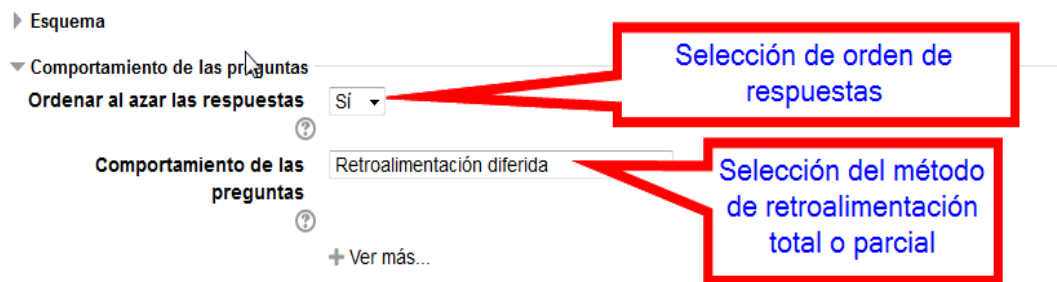 Esquema
Comportamiento de las preguntas
Ordenar al azar las respuestas
Sí
Selección de orden de
respuestas
Comportamiento de las
preguntas
Retroalimentación diferida
Selección del método
de retroalimentación
total o parcial
Ver más...